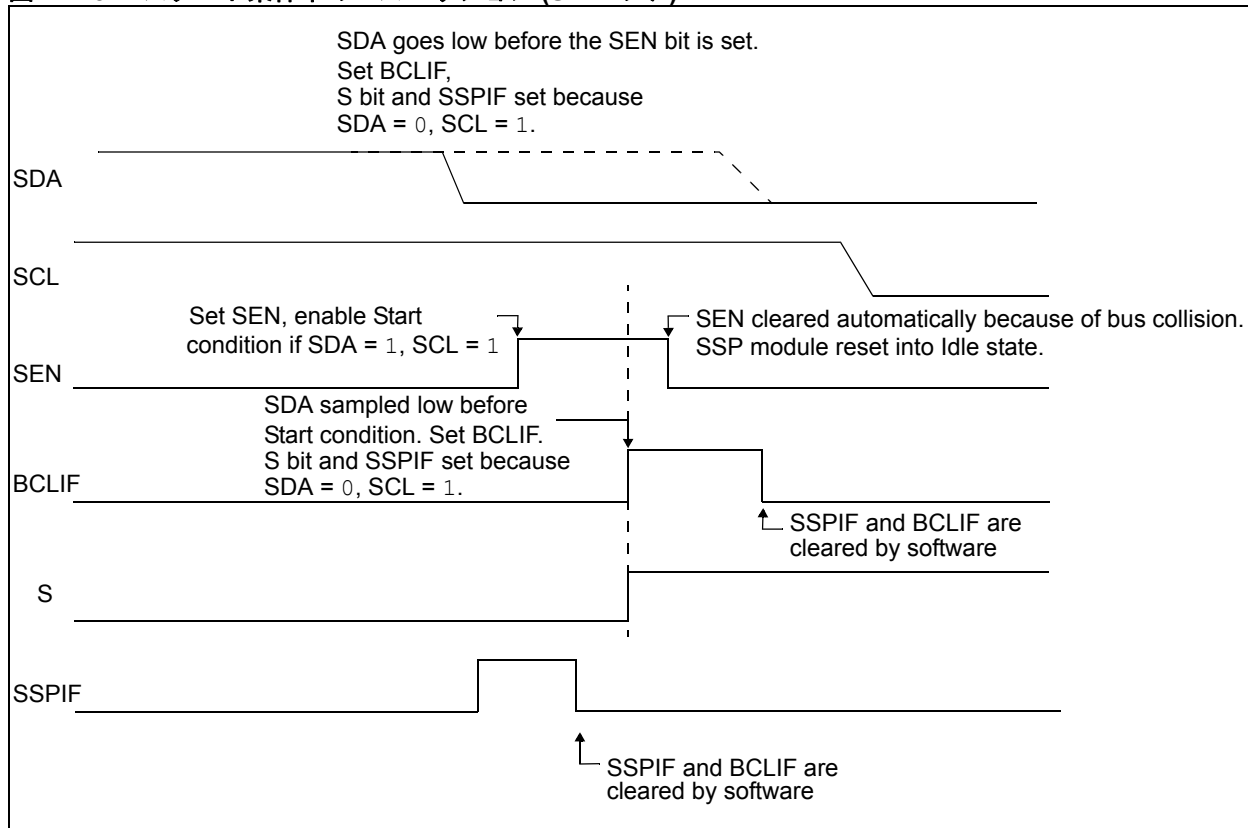 SDA goes low before the SEN bit is set.
Set BCLIF,
S bit and SSPIF set because
SDA = 0, SCL = 1.
SDA
SCL
Set SEN, enable Start
condition if SDA = 1, SCL = 1
SEN cleared automatically because of bus collision.
SSP module reset into Idle state.
SEN
SDA sampled low before
Start condition. Set BCLIF.
S bit and SSPIF set because
SDA = 0, SCL = 1.
BCLIF
SSPIF and BCLIF are
cleared by software
S
SSPIF
SSPIF and BCLIF are
cleared by software